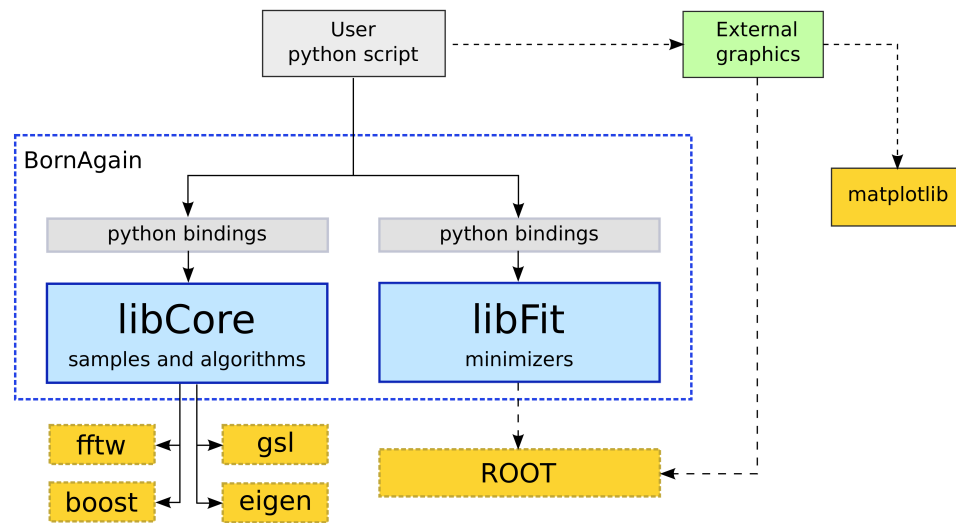 User
python script
External
graphics
BornAgain
matplotlib
python bindings
python bindings
libCore
samples and algorithms
libFit
minimizers
fftw
gsl
ROOT
boost
eigen